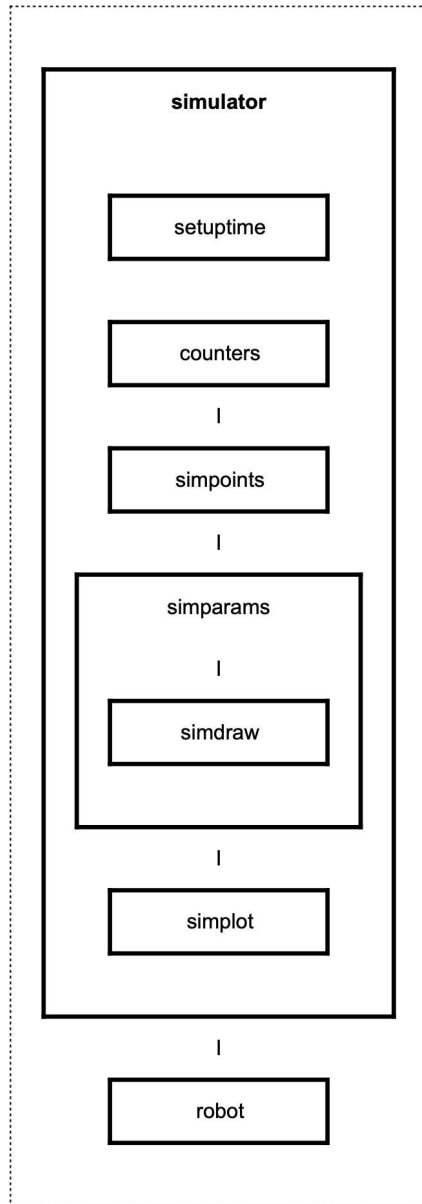 simulator
setuptime
counters
I
simpoints
I
simparams
I
simdraw
I
simplot
I
robot